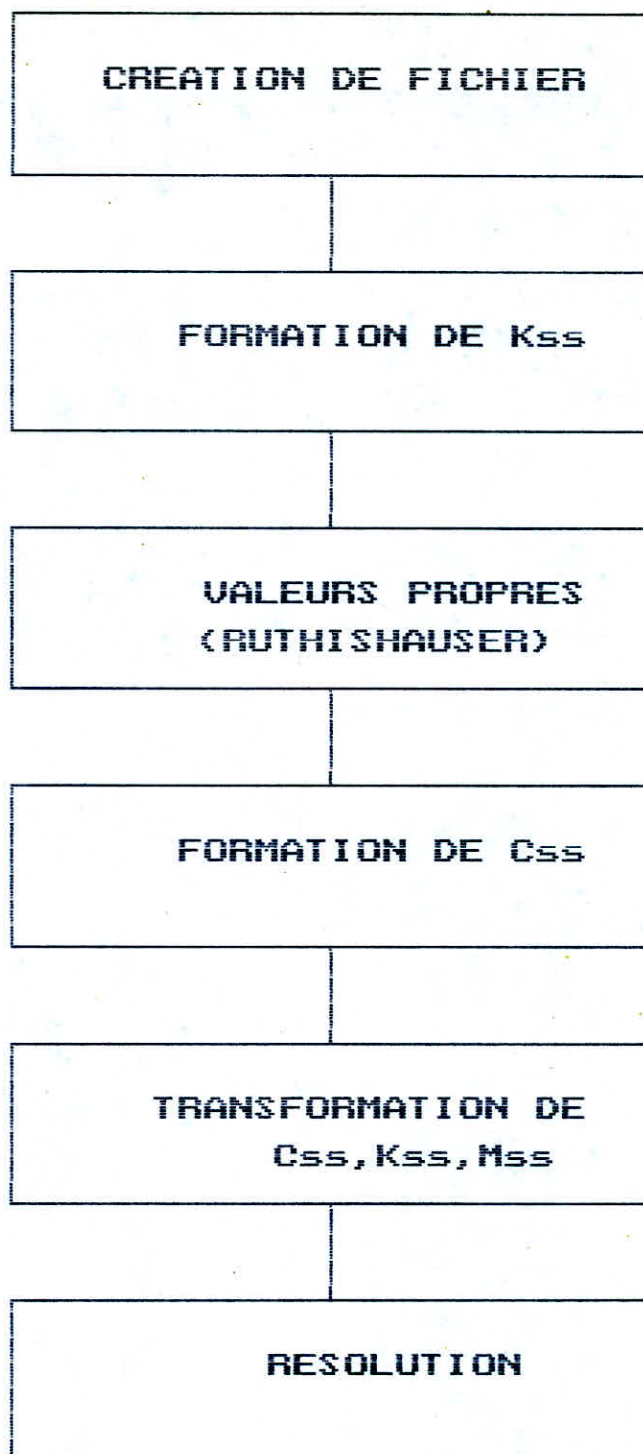 CREATION DE FICHIER
FORMATION DE Kss
VALEURS PROPRES
(RUTHISHAUSER)
FORMATION DE Css
TRANSFORMATION DE
Css,Kss,Mss
RESOLUTION